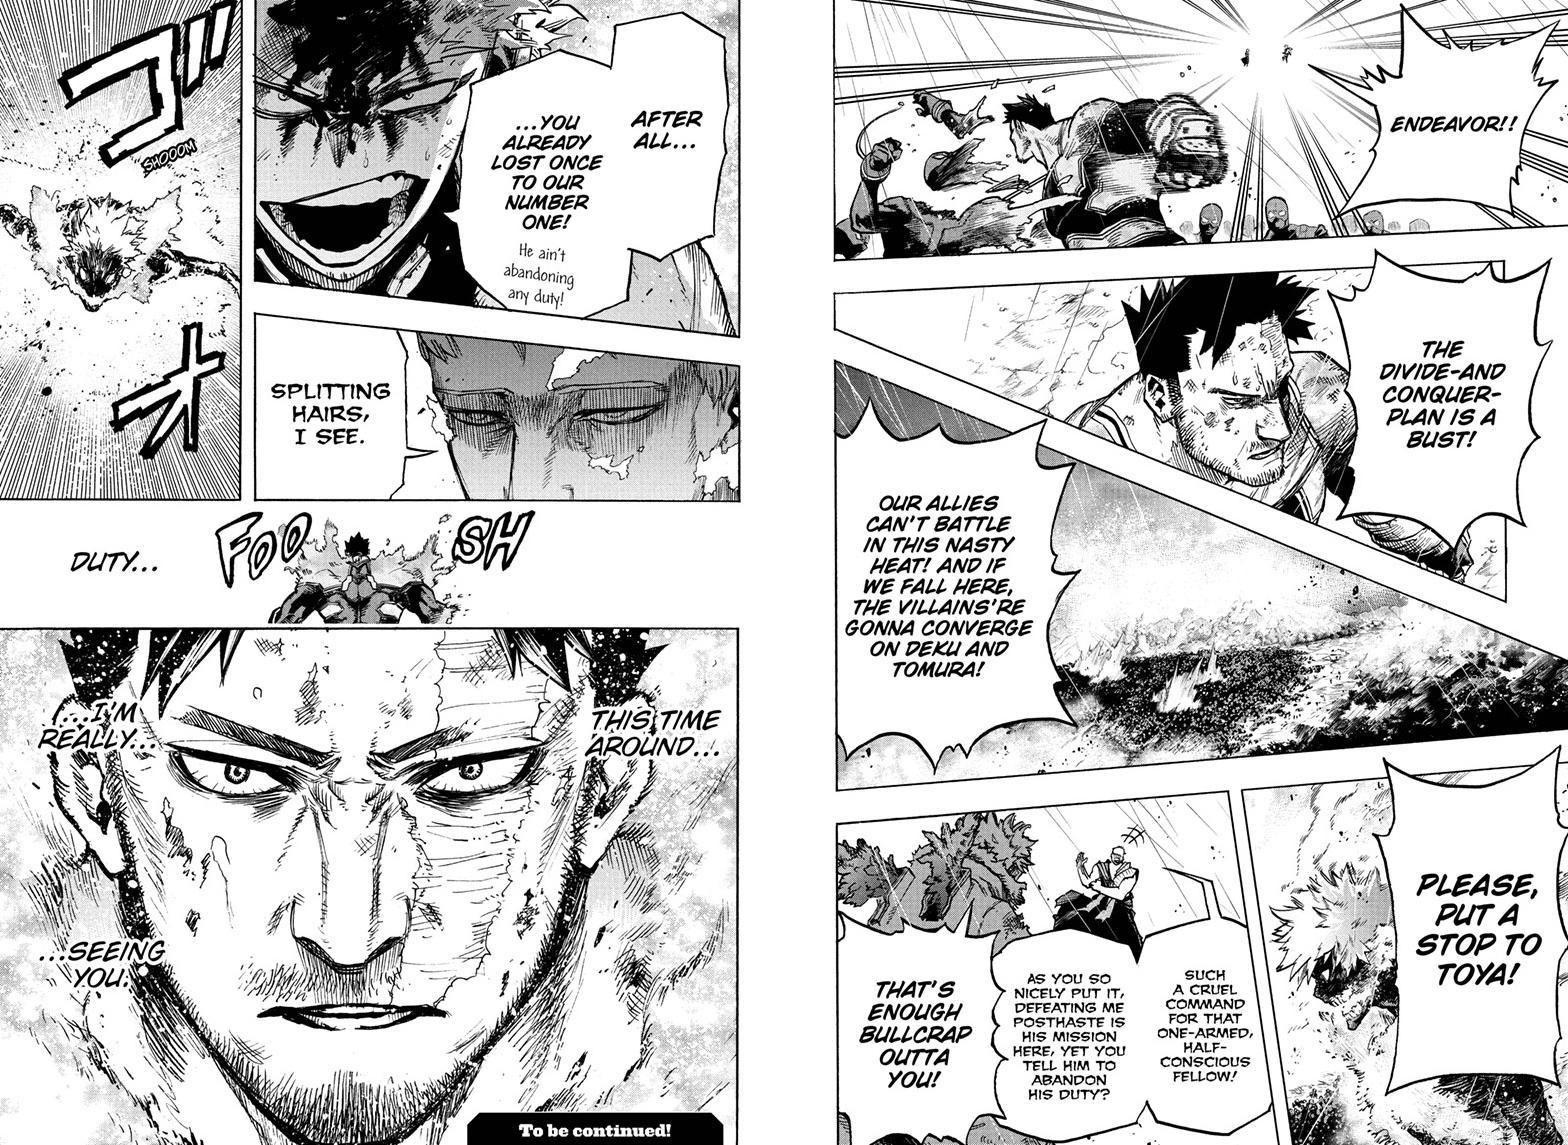 ENDEAVOR!!
THE
DIVIDE-AND
CONQUER-
PLAN IS A
BUST!
OUR ALLIES
CAN'T BATTLE
IN THIS NASTY
HEAT! AND IF
WE FALL HERE,
THE VILLAINS'RE
GONNA CONVERGE
ON DEKU AND
TOMURA!
PLEASE,
PUT A
STOP TO
TOYA!
SUCH
A CRUEL
COMMAND
FOR THAT
ONE-ARMED,
HALF-
CONSCIOUS
FELLOW!
AS YOU SO
NICELY PUT IT,
DEFEATING ME
POSTHASTE IS
HIS MISSION
HERE, YET YOU
TELL HIM TO
ABANDON
HIS DUTY?
THAT'S
ENOUGH
BULLCRAP
OUTTA
YOU!
AFTER
ALL...
...YOU
ALREADY
LOST ONCE
TO OUR
NUMBER
ONE!
He ain't
abandoning
any duty!
SPLITTING
HAIRS,
I SEE.
ゴ
SHOOOM
オ
DUTY...
FOO
SH
THIS TIME
AROUND...
...I'M
REALLY...
...SEEING
YOU.
To be continued!